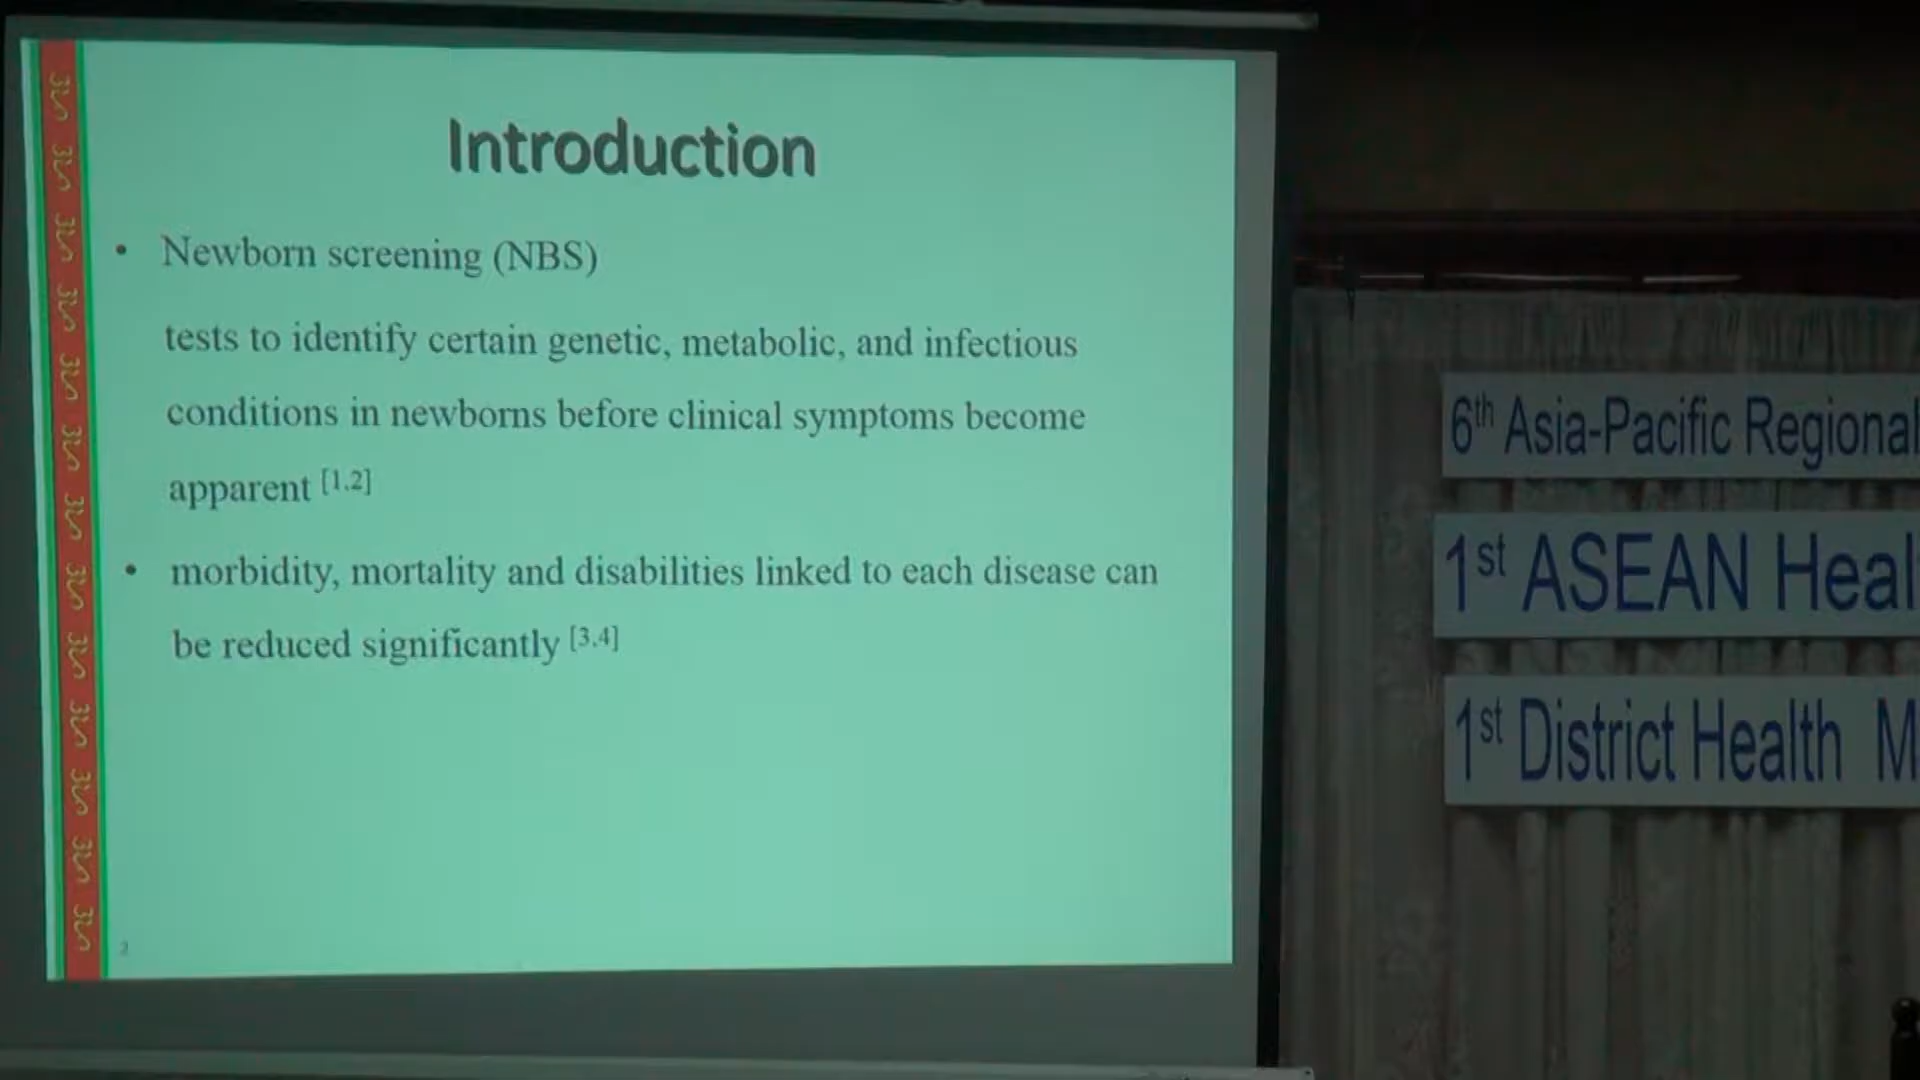 Introduction
• Newborn screening (NBS)
tests to identify certain genetic, metabolic, and infectious
conditions in newborns before clinical symptoms become
apparent [1,2]
• morbidity, mortality and disabilities linked to each disease can
be reduced significantly [3,4]
2
6th Asia-Pacific Regional
1st ASEAN Heal
1st District Health M